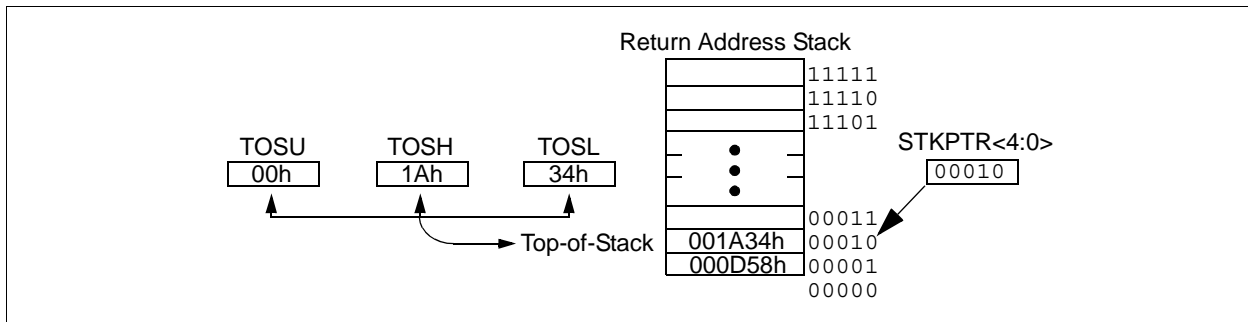 Return Address Stack
11111
11110
11101
TOSU
TOSH
TOSL
STKPTR<4:0>
00h
1Ah
34h
00010
00011
Top-of-Stack
001A34h
00010
000D58h
00001
00000